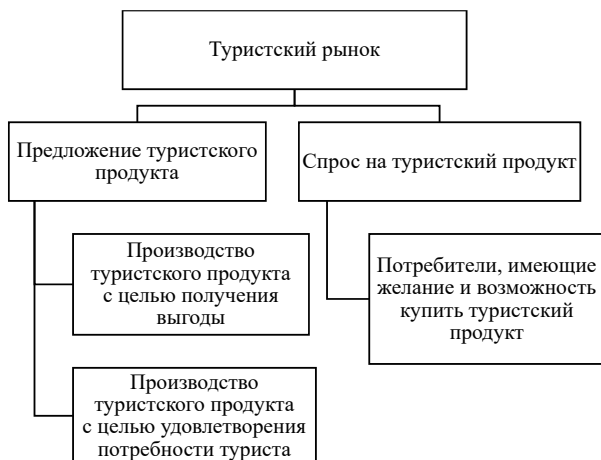 Туристский рынок
Предложение туристского
продукта
Спрос на туристский продукт
Производство
туристского продукта
с целью получения
выгоды
Потребители, имеющие
желание и возможность
купить туристский
продукт
Производство
туристского продукта
с целью удовлетворения
потребности туриста